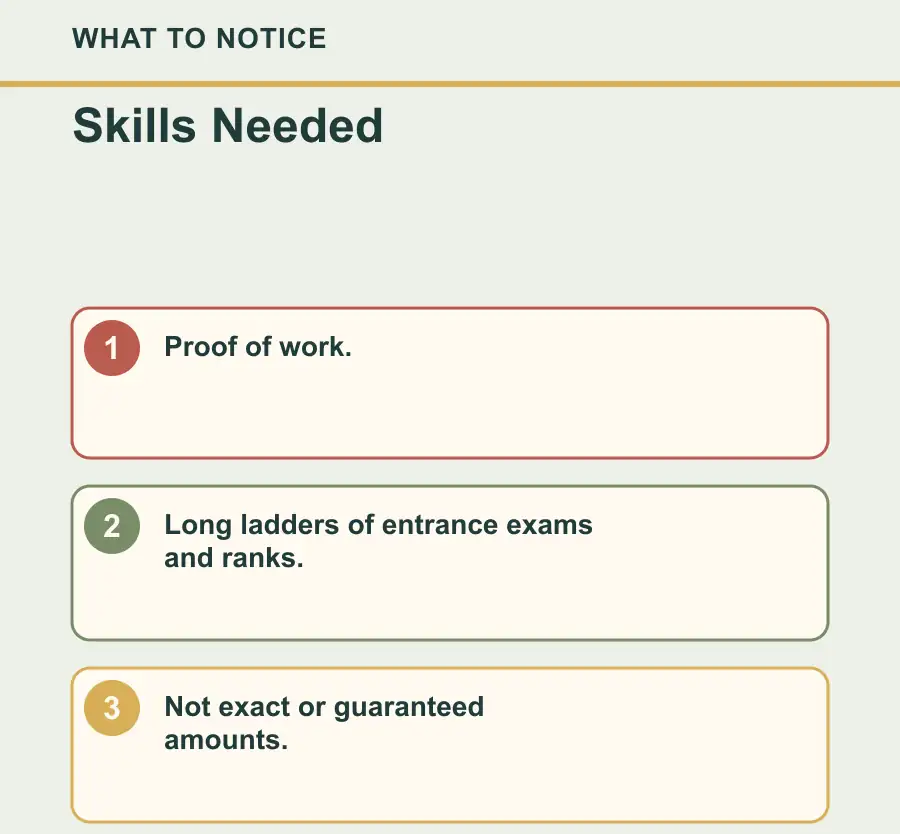 WHAT TO NOTICE
Skills Needed
1
Proof of work.
2
Long ladders of entrance exams
and ranks.
3
Not exact or guaranteed
amounts.